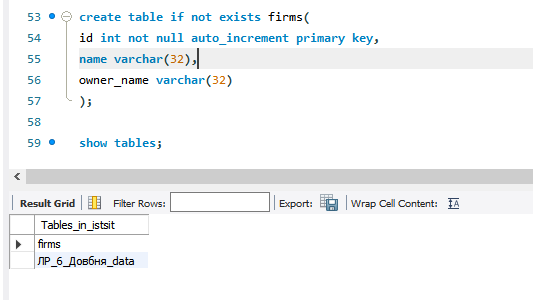 53 create table if not exists firms(
54 id int not null auto_increment primary key,
55 name varchar(32),
56 owner_name varchar(32)
57 );
58
59 show tables;
Result Grid Filter Rows: Export: Wrap Cell Content:
Tables_in_istsit
firms
ЛР_6_Довбня_data